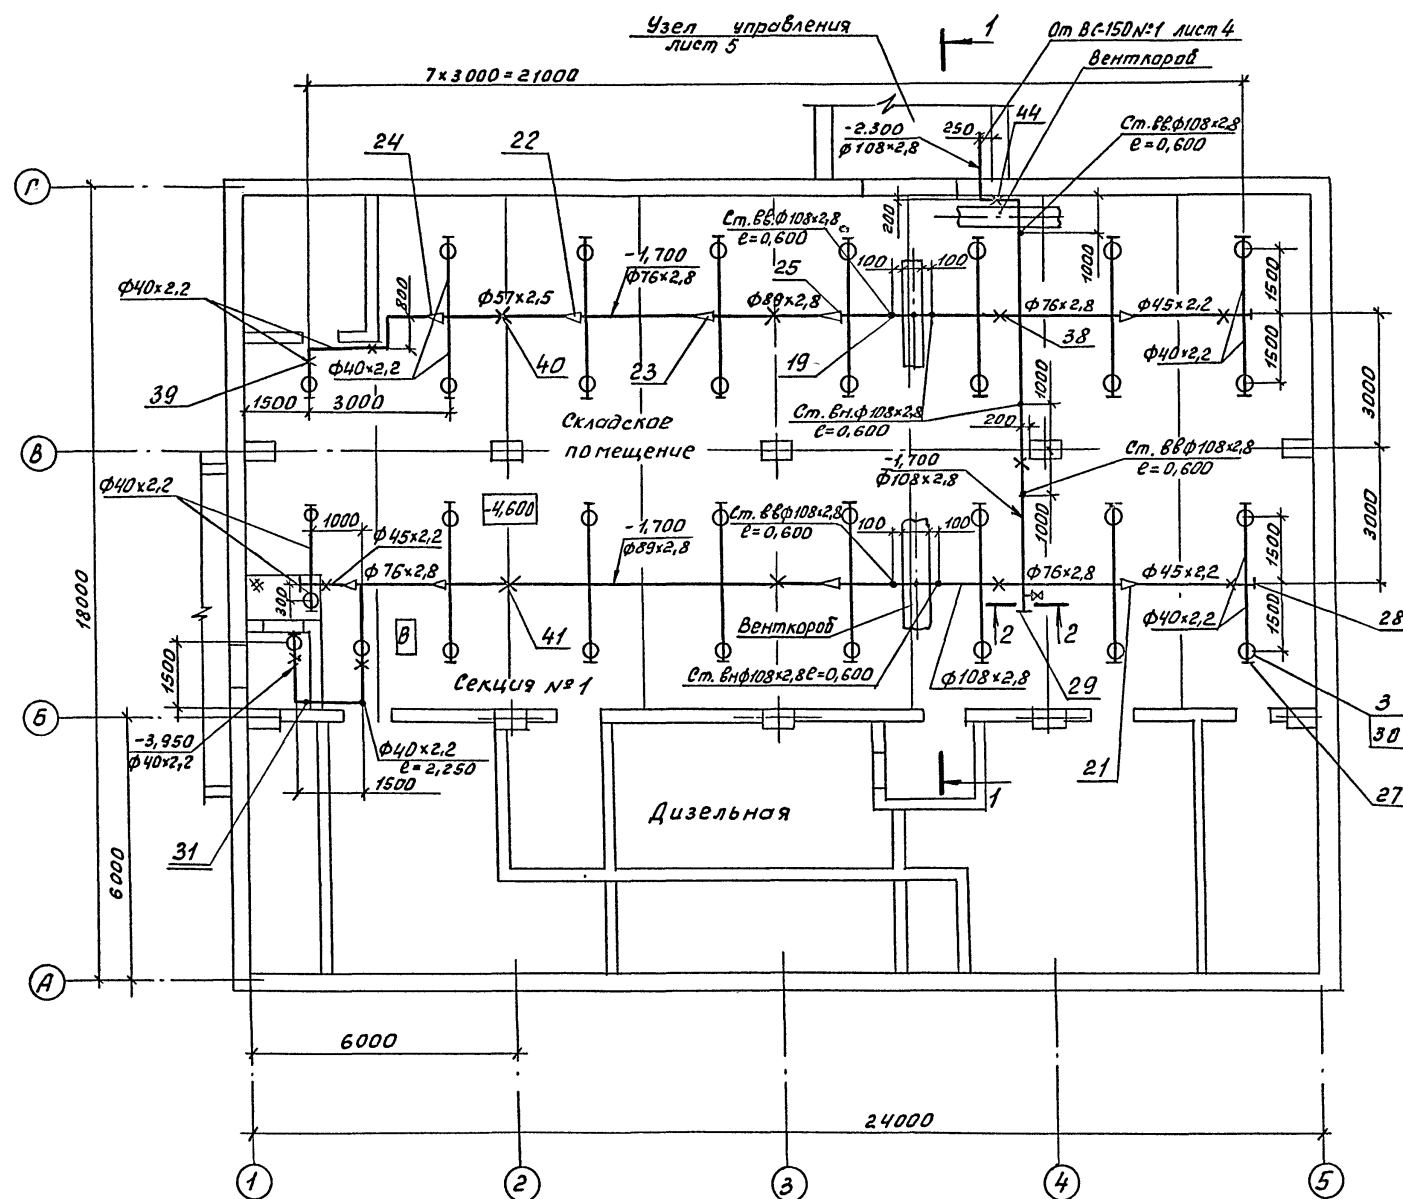 Узел управления
лист 5
1
От ВС-150 №1 лист 4
Венткороб
7×3000=21000
24
22
-2.300
ф108×2,8
250
44
Ст.вв.ф108×2,8
ℓ=0,600
Г
Ст.вв.ф108×2,8
ℓ=0,600
200
1000
-1,700
ф76×2,8
25
100
100
ф40×2,2
800
ф57×2,5
ф89×2,8
ф76×2,8
ф45×2,2
1500
1500
39
ф40×2,2
40
23
19
38
ф40×2,2
1500
3000
Складское
помещение
Ст.вн.ф108×2,8
ℓ=0,600
1000
200
3000
В
Ст.ввф108×2,8
ℓ=0,600
-1,700
ф108×2,8
ф40×2,2
-4,600
1000
ф45×2,2
-1,700
ф89×2,8
Ст.ввф108×2,8
ℓ=0,600
100
100
1000
1500
3000
ф76×2,8
ф76×2,8
ф45×2,2
300
18000
В
41
Венткороб
2
2
ф40×2,2
1500
28
1500
Секция №1
Ст.внф108×2,8 ℓ=0,600
ф108×2,8
29
3
30
Б
-3,950
ф40×2,2
ф40×2,2
ℓ=2,250
1500
21
27
1
Дизельная
31
6000
А
6000
24000
1
2
3
4
5